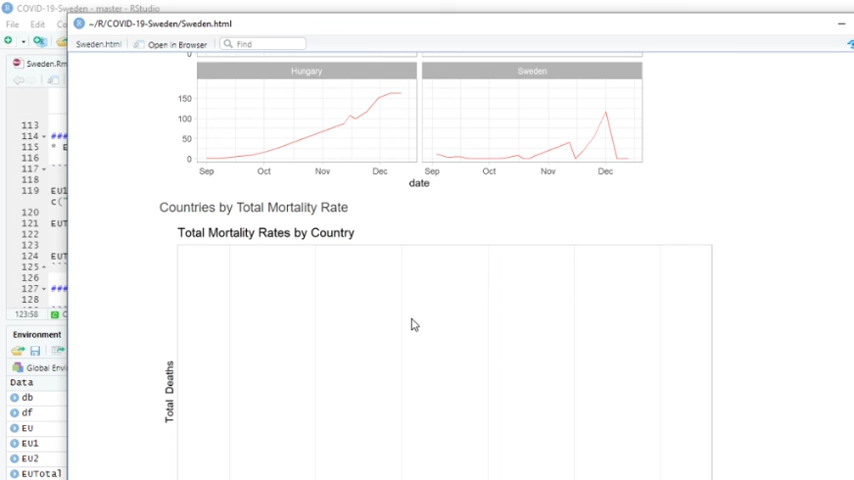 COVID-19-Sweden - master - RStudio
~/R/COVID-19-Sweden/Sweden.html
File Edit
Sweden.html Open in Browser Find
Sweden.Rm
0
Hungary Sweden
150
100
50
0
Sep Oct Nov Dec Sep Oct Nov Dec
date
Countries by Total Mortality Rate
Total Mortality Rates by Country
Total Deaths
113
114 ###
115 * E
116
117 ```
118
119 EU1
c("
120
121 EUT
122
123
124 EUT
125 ```
126
127 ###
128
123:58
Environment
Global Envi
Data
db
df
EU
EU1
EU2
EUTotal